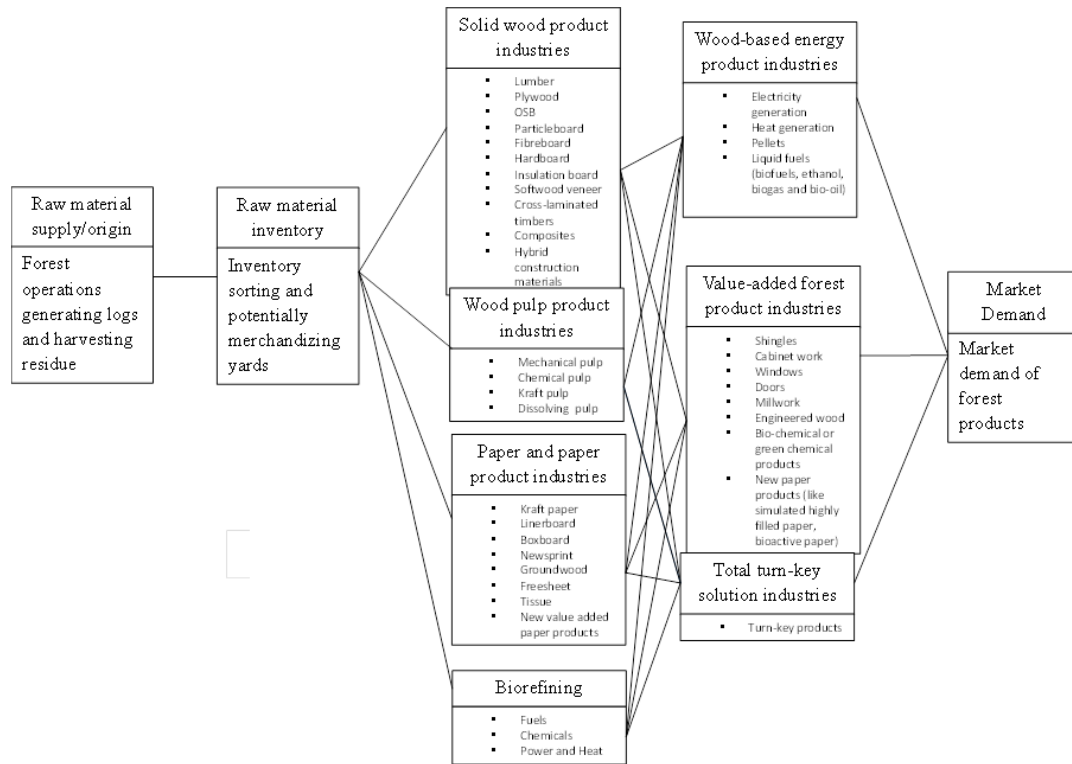 Raw material
supply/origin
Forest
operations
generating logs
and harvesting
residue
Raw material
inventory
Inventory
sorting and
potentially
merchandizing
yards
Solid wood product
industries
▪ Lumber
▪ Plywood
▪ OSB
▪ Particleboard
▪ Fibreboard
▪ Hardboard
▪ Insulation board
▪ Softwood veneer
▪ Cross-laminated
timbers
▪ Composites
▪ Hybrid
construction
materials
Wood pulp product
industries
▪ Mechanical pulp
▪ Chemical pulp
▪ Kraft pulp
▪ Dissolving pulp
Paper and paper
product industries
▪ Kraft paper
▪ Linerboard
▪ Boxboard
▪ Newsprint
▪ Groundwood
▪ Freesheet
▪ Tissue
▪ New value added
paper products
Biorefining
▪ Fuels
▪ Chemicals
▪ Power and Heat
Wood-based energy
product industries
▪ Electricity
generation
▪ Heat generation
▪ Pellets
▪ Liquid fuels
(biofuels, ethanol,
biogas and bio-oil)
Value-added forest
product industries
▪ Shingles
▪ Cabinet work
▪ Windows
▪ Doors
▪ Millwork
▪ Engineered wood
▪ Bio-chemical or
green chemical
products
▪ New paper
products (like
simulated highly
filled paper,
bioactive paper)
Total turn-key
solution industries
▪ Turn-key products
Market
Demand
Market
demand of
forest
products